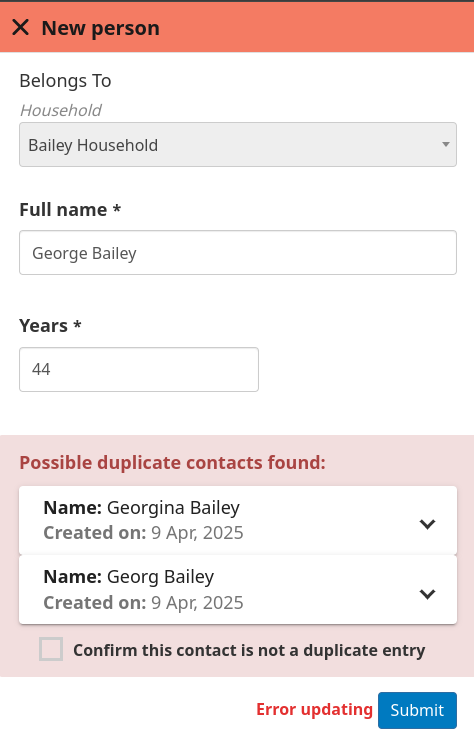 New person
Belongs To
Household
Bailey Household
Full name *
George Bailey
Years *
44
Possible duplicate contacts found:
Name: Georgina Bailey
Created on: 9 Apr, 2025
Name: Georg Bailey
Created on: 9 Apr, 2025
Confirm this contact is not a duplicate entry
Error updating Submit